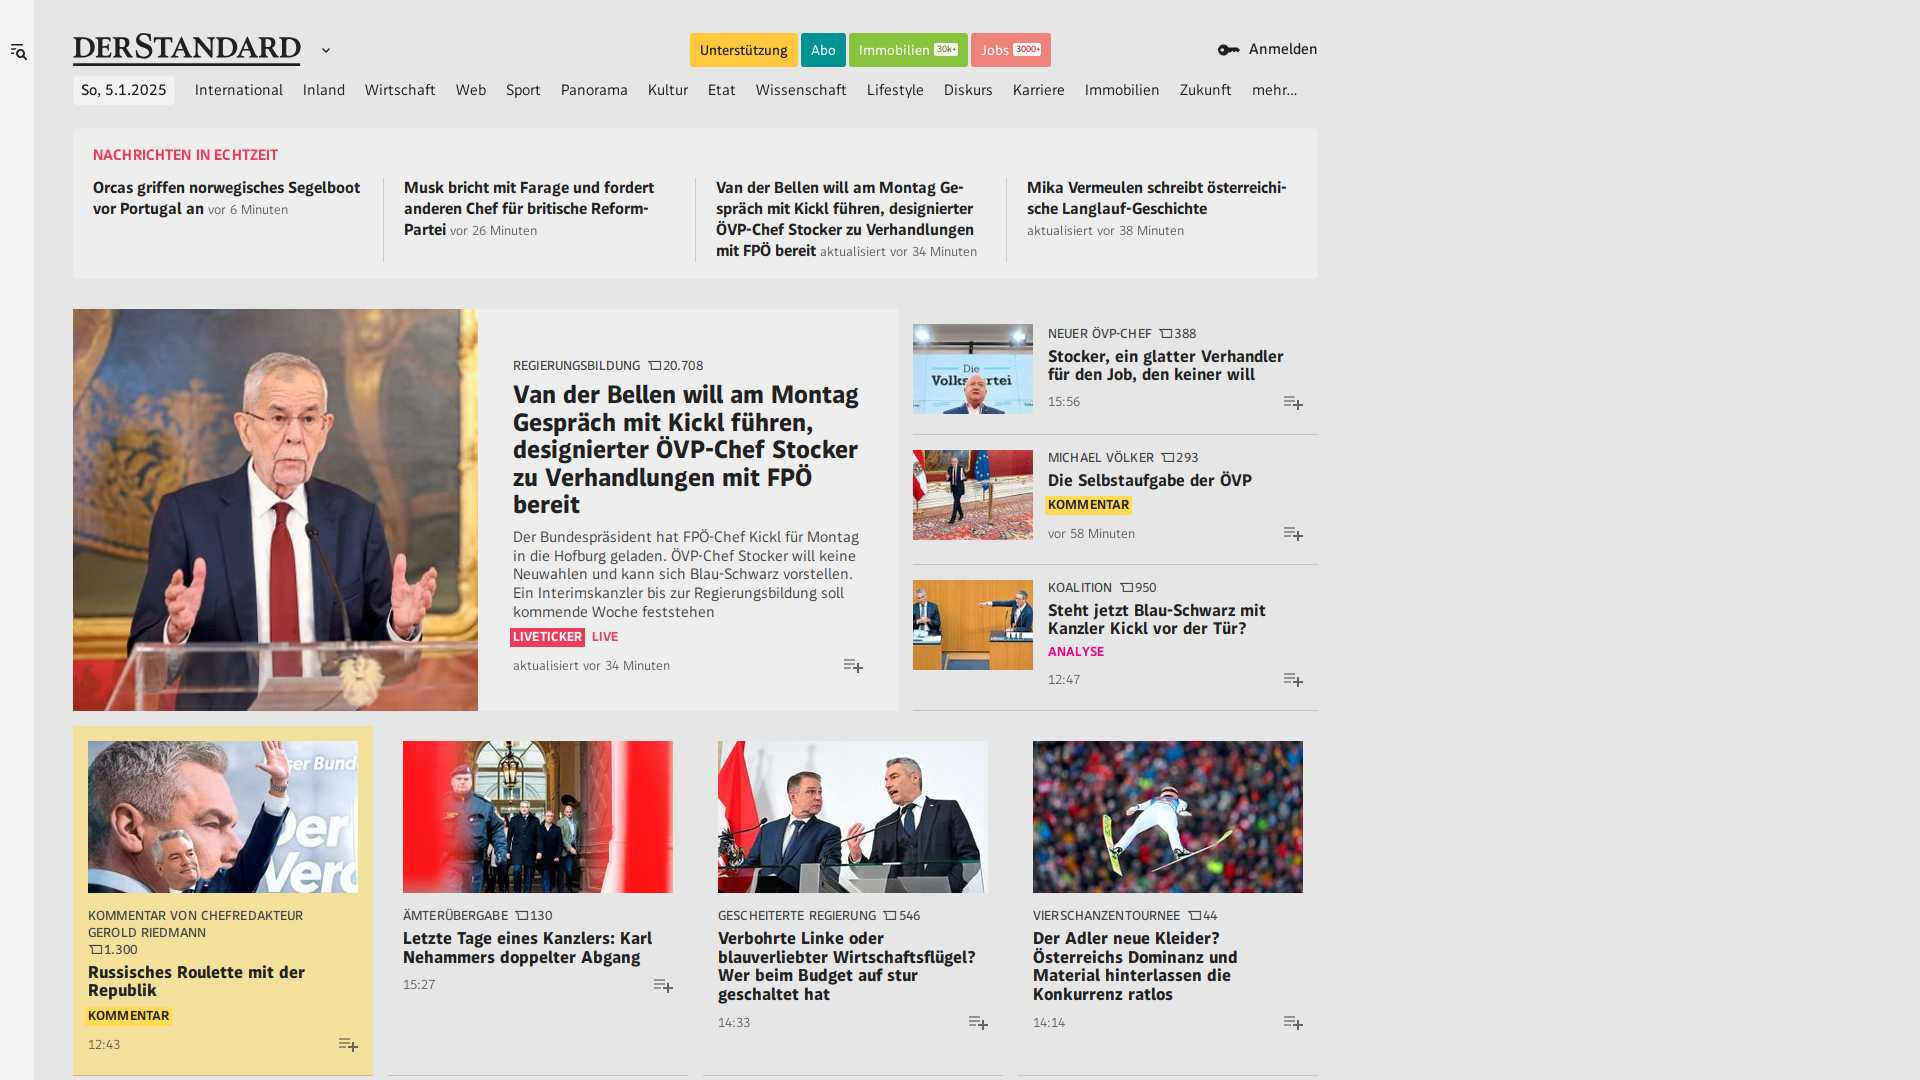 DERSTANDARD
Unterstützung
Abo
Immobilien 30k+
Jobs 3000+
Anmelden
So, 5.1.2025
International
Inland
Wirtschaft
Web
Sport
Panorama
Kultur
Etat
Wissenschaft
Lifestyle
Diskurs
Karriere
Immobilien
Zukunft
mehr...
NACHRICHTEN IN ECHTZEIT
Orcas griffen norwegisches Segelboot
vor Portugal an vor 6 Minuten
Musk bricht mit Farage und fordert
anderen Chef für britische Reform-
Partei vor 26 Minuten
Van der Bellen will am Montag Ge-
spräch mit Kickl führen, designierter
ÖVP-Chef Stocker zu Verhandlungen
mit FPÖ bereit aktualisiert vor 34 Minuten
Mika Vermeulen schreibt österreichi-
sche Langlauf-Geschichte
aktualisiert vor 38 Minuten
REGIERUNGSBILDUNG 20.708
Van der Bellen will am Montag
Gespräch mit Kickl führen,
designierter ÖVP-Chef Stocker
zu Verhandlungen mit FPÖ
bereit
Der Bundespräsident hat FPÖ-Chef Kickl für Montag
in die Hofburg geladen. ÖVP-Chef Stocker will keine
Neuwahlen und kann sich Blau-Schwarz vorstellen.
Ein Interimskanzler bis zur Regierungsbildung soll
kommende Woche feststehen
LIVETICKER LIVE
aktualisiert vor 34 Minuten
Die
Volkspartei
NEUER ÖVP-CHEF 388
Stocker, ein glatter Verhandler
für den Job, den keiner will
15:56
MICHAEL VÖLKER 293
Die Selbstaufgabe der ÖVP
KOMMENTAR
vor 58 Minuten
KOALITION 950
Steht jetzt Blau-Schwarz mit
Kanzler Kickl vor der Tür?
ANALYSE
12:47
ser Bund
Der
Vero
KOMMENTAR VON CHEFREDAKTEUR
GEROLD RIEDMANN
1.300
Russisches Roulette mit der
Republik
KOMMENTAR
12:43
ÄMTERÜBERGABE 130
Letzte Tage eines Kanzlers: Karl
Nehammers doppelter Abgang
15:27
GESCHEITERTE REGIERUNG 546
Verbohrte Linke oder
blauverliebter Wirtschaftsflügel?
Wer beim Budget auf stur
geschaltet hat
14:33
VIERSCHANZENTOURNEE 44
Der Adler neue Kleider?
Österreichs Dominanz und
Material hinterlassen die
Konkurrenz ratlos
14:14